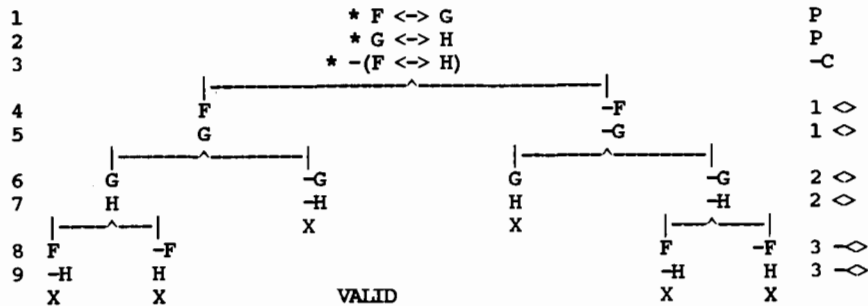 1 * F <-> G P
2 * G <-> H P
3 * -(F <-> H) -C
4 F -F 1 <>
5 G -G 1 <>
6 G -G G -G 2 <>
7 H -H H -H 2 <>
X X
8 F -F F -F 3 -<>
9 -H H -H H 3 -<>
X X VALID X X